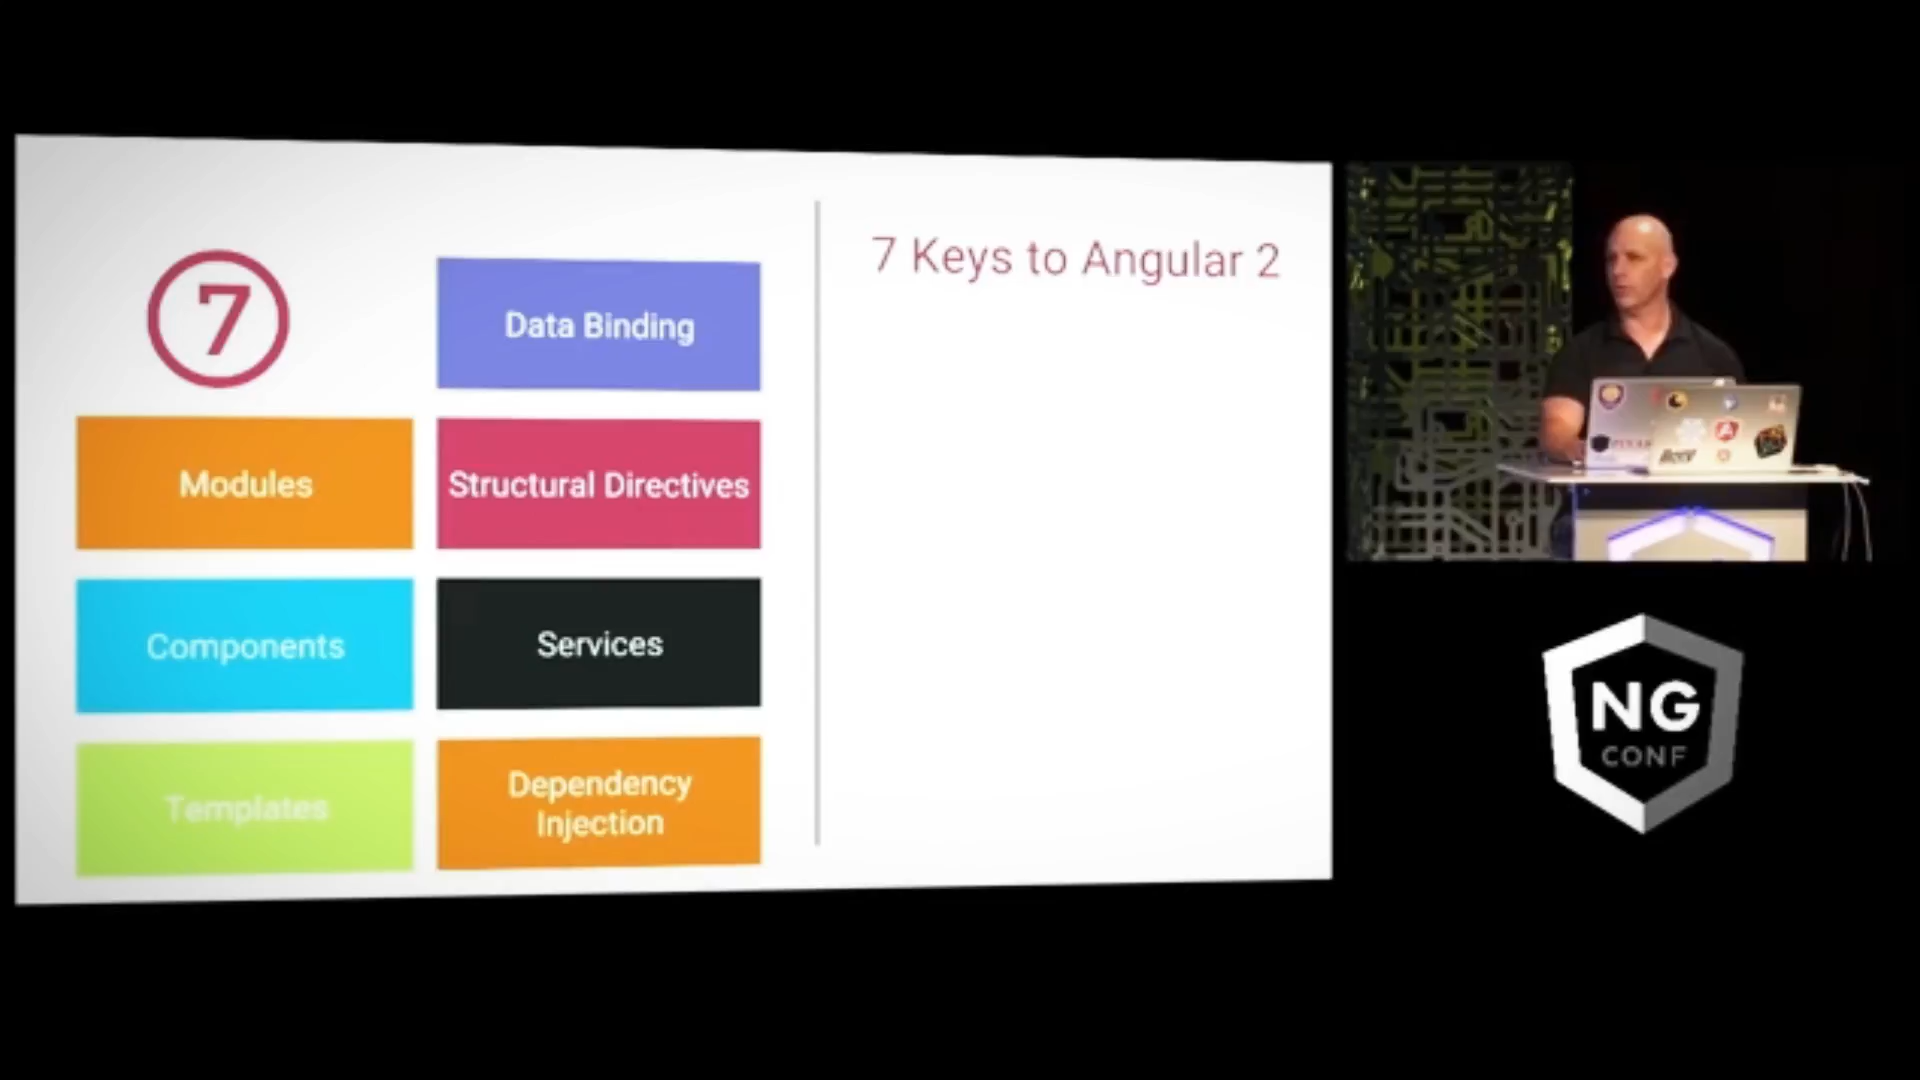 7
Data Binding
7 Keys to Angular 2
Modules
Structural Directives
Components
Services
Templates
Dependency
Injection
NG
CONF